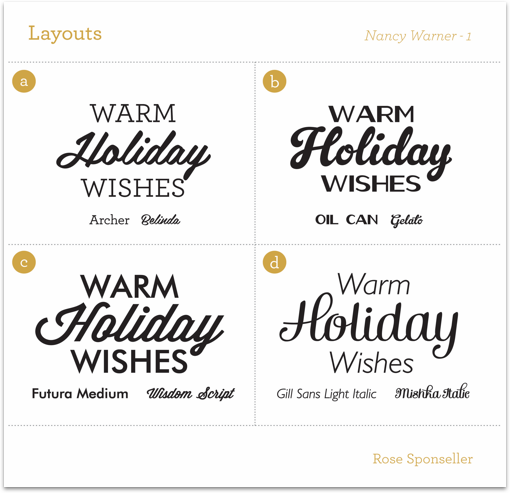 Layouts
Nancy Warner - 1
a
WARM
Holiday
WISHES
Archer Belinda
b
WARM
Holiday
WISHES
OIL CAN Gelato
c
WARM
Holiday
WISHES
Futura Medium Wisdom Script
d
Warm
Holiday
Wishes
Gill Sans Light Italic Mishka Italic
Rose Sponseller